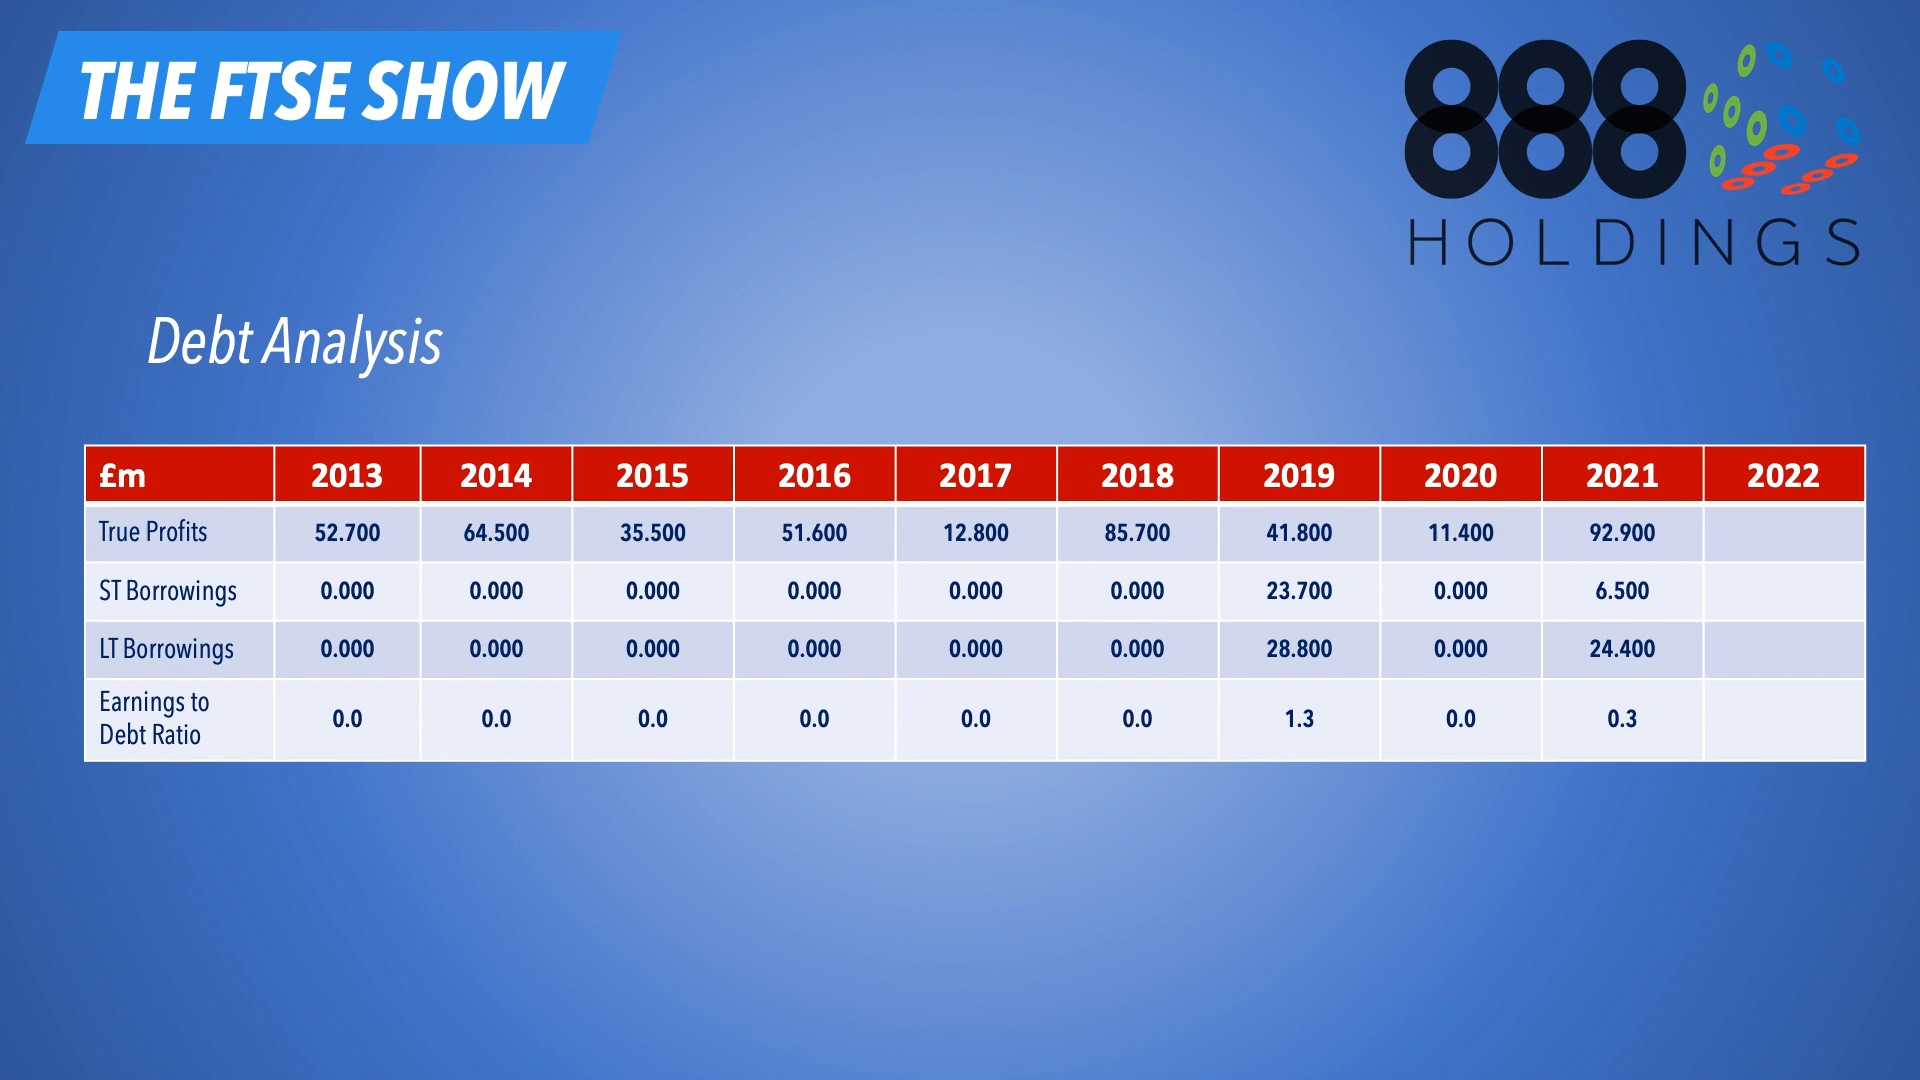 THE FTSE SHOW
888
HOLDINGS
Debt Analysis
£m 2013 2014 2015 2016 2017 2018 2019 2020 2021 2022
True Profits 52.700 64.500 35.500 51.600 12.800 85.700 41.800 11.400 92.900
ST Borrowings 0.000 0.000 0.000 0.000 0.000 0.000 23.700 0.000 6.500
LT Borrowings 0.000 0.000 0.000 0.000 0.000 0.000 28.800 0.000 24.400
Earnings to
Debt Ratio 0.0 0.0 0.0 0.0 0.0 0.0 1.3 0.0 0.3